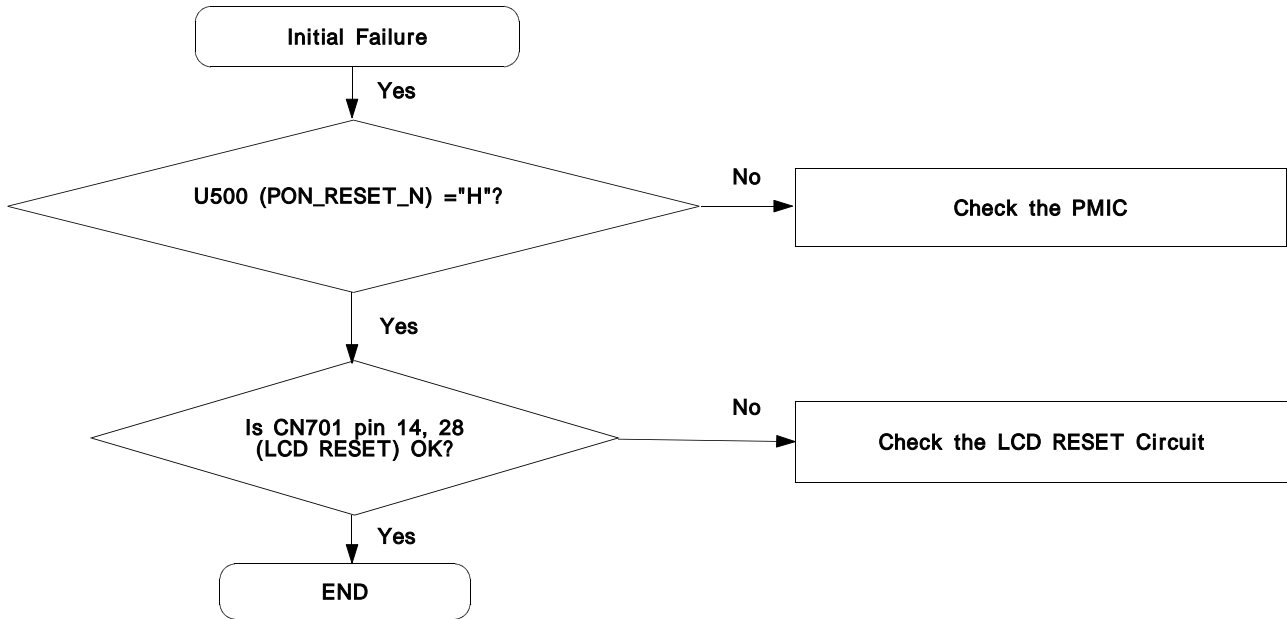 Initial Failure
Yes
U500 (PON_RESET_N) ="H"?
No
Check the PMIC
Yes
Is CN701 pin 14, 28
(LCD RESET) OK?
No
Check the LCD RESET Circuit
Yes
END